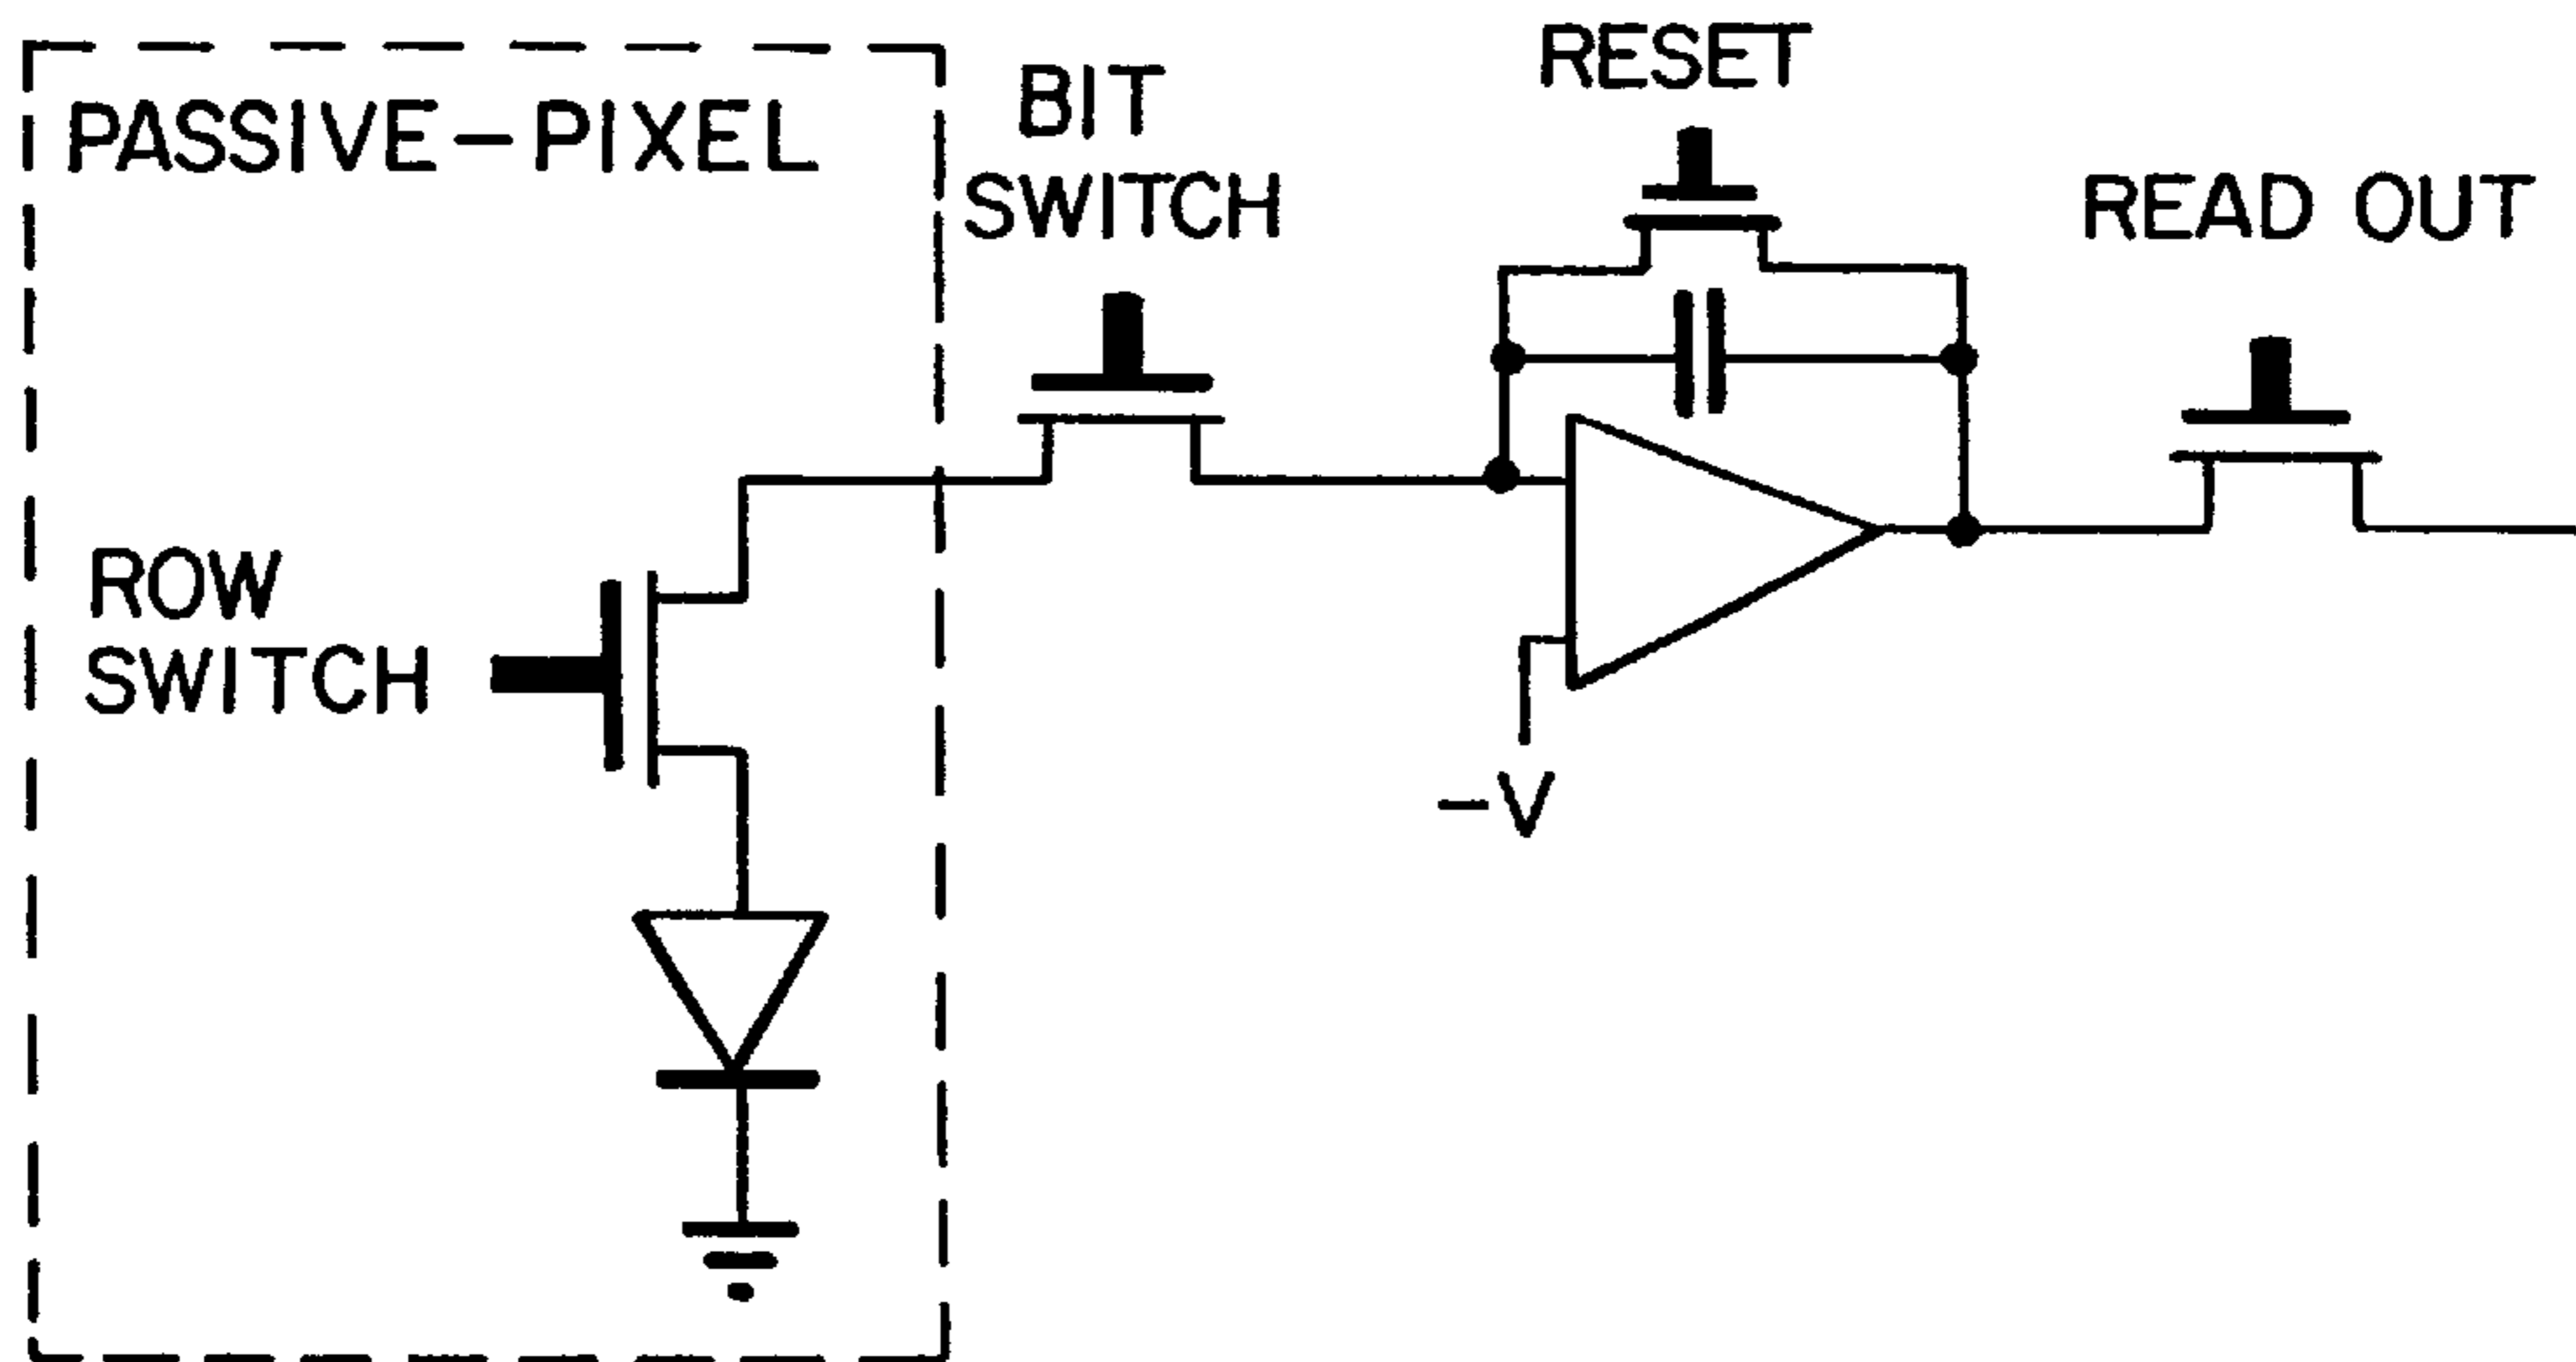 PASSIVE-PIXEL
BIT
SWITCH
RESET
READ OUT
ROW
SWITCH
-V